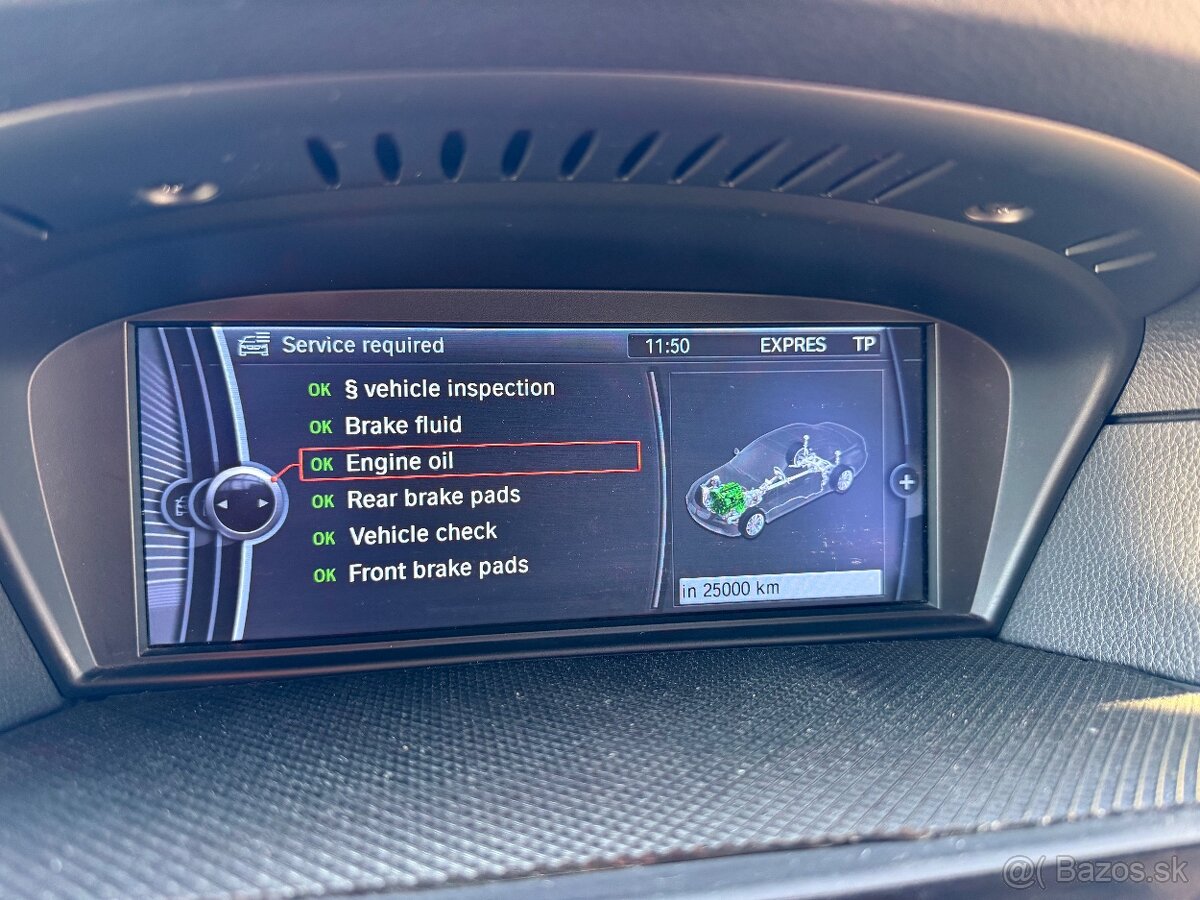 Service required
11:50 EXPRES TP
OK § vehicle inspection
OK Brake fluid
OK Engine oil
OK Rear brake pads
OK Vehicle check
OK Front brake pads
in 25000 km
@( Bazos.sk